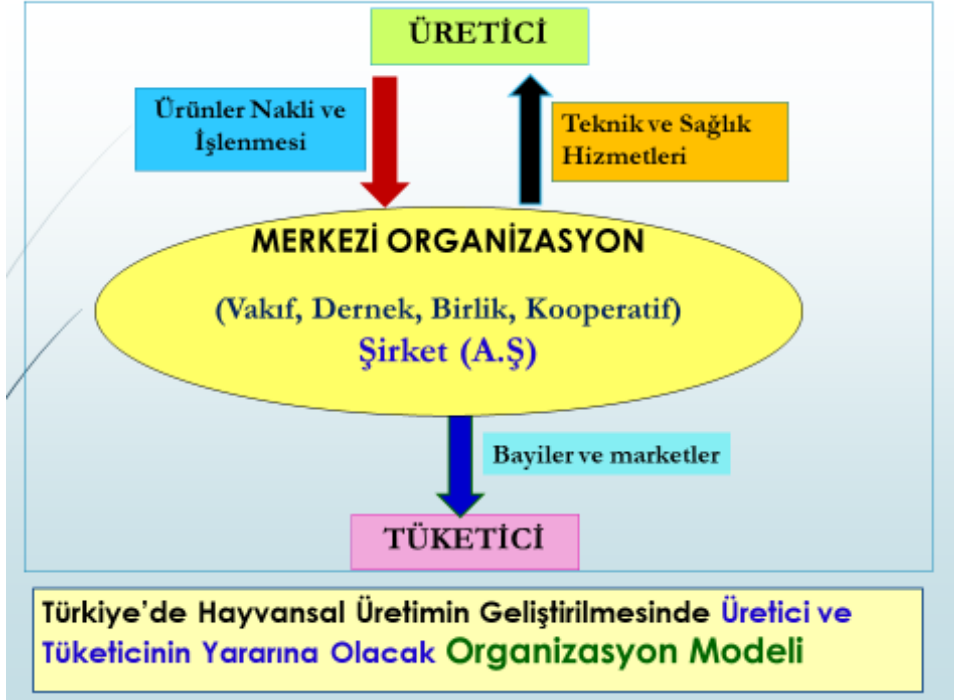 ÜRETİCİ
Ürünler Nakli ve
İşlenmesi
Teknik ve Sağlık
Hizmetleri
MERKEZİ ORGANİZASYON
(Vakıf, Dernek, Birlik, Kooperatif)
Şirket (A.Ş)
Bayiler ve marketler
TÜKETİCİ
Türkiye’de Hayvansal Üretimin Geliştirilmesinde Üretici ve
Tüketicinin Yararına Olacak Organizasyon Modeli